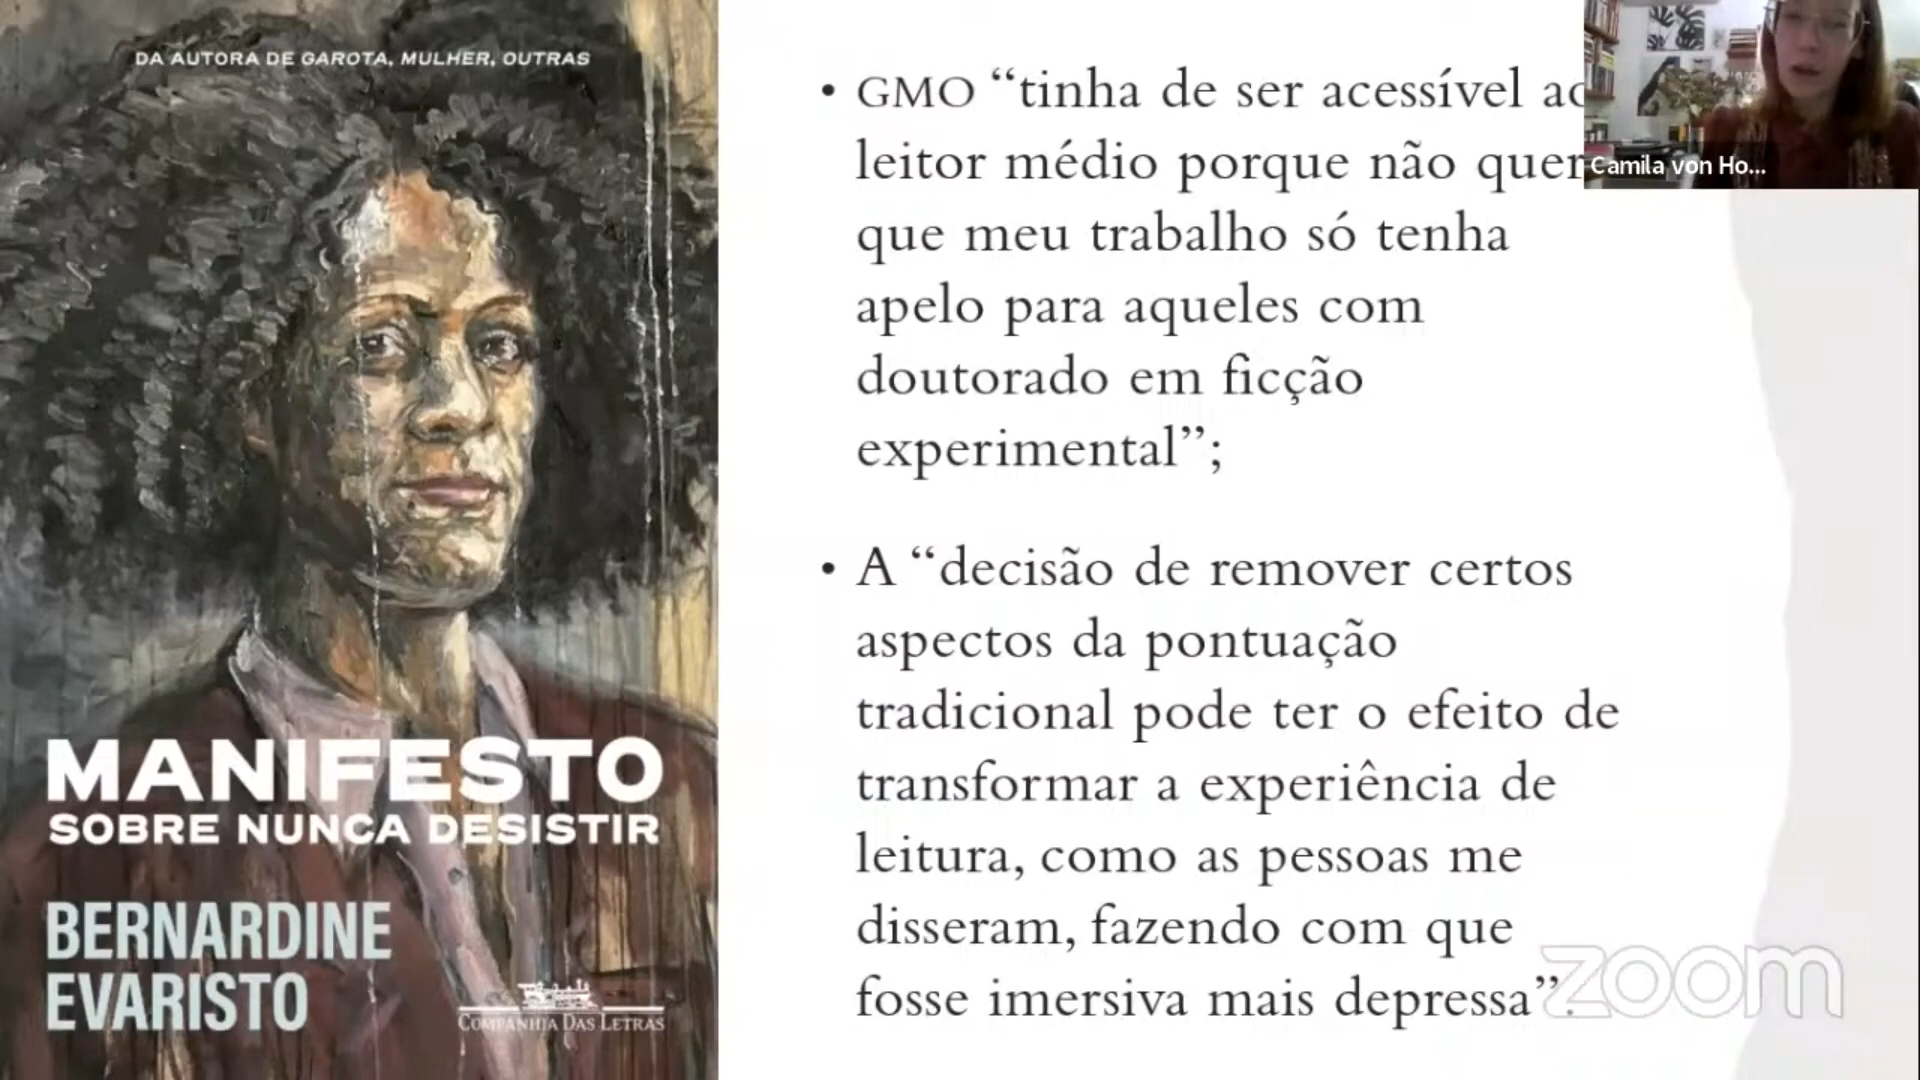 DA AUTORA DE GAROTA, MULHER, OUTRAS
MANIFESTO
SOBRE NUNCA DESISTIR
BERNARDINE
EVARISTO
COMPANHIA DAS LETRAS
• GMO “tinha de ser acessível ao
leitor médio porque não quer
que meu trabalho só tenha
apelo para aqueles com
doutorado em ficção
experimental”;
• A “decisão de remover certos
aspectos da pontuação
tradicional pode ter o efeito de
transformar a experiência de
leitura, como as pessoas me
disseram, fazendo com que
fosse imersiva mais depressa”.
Camila von Ho...
zoom